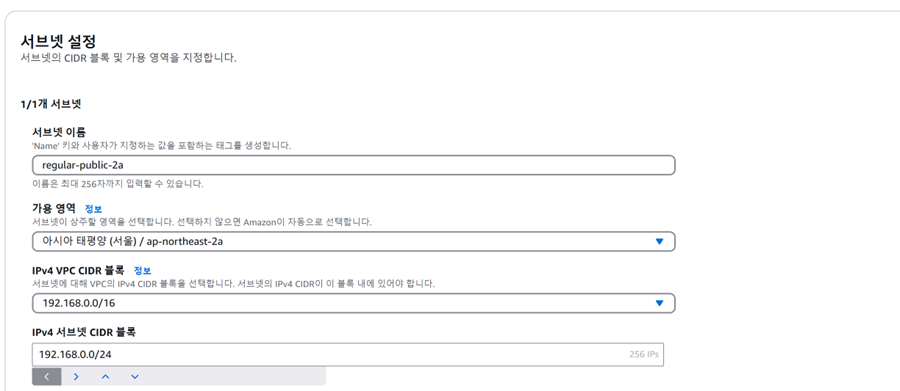 서브넷 설정
서브넷의 CIDR 블록 및 가용 영역을 지정합니다.
1/1개 서브넷
서브넷 이름
'Name' 키와 사용자가 지정하는 값을 포함하는 태그를 생성합니다.
regular-public-2a
이름은 최대 256자까지 입력할 수 있습니다.
가용 영역 정보
서브넷이 상주할 영역을 선택합니다. 선택하지 않으면 Amazon이 자동으로 선택합니다.
아시아 태평양 (서울) / ap-northeast-2a
IPv4 VPC CIDR 블록 정보
서브넷에 대해 VPC의 IPv4 CIDR 블록을 선택합니다. 서브넷의 IPv4 CIDR이 이 블록 내에 있어야 합니다.
192.168.0.0/16
IPv4 서브넷 CIDR 블록
192.168.0.0/24 256 IPs